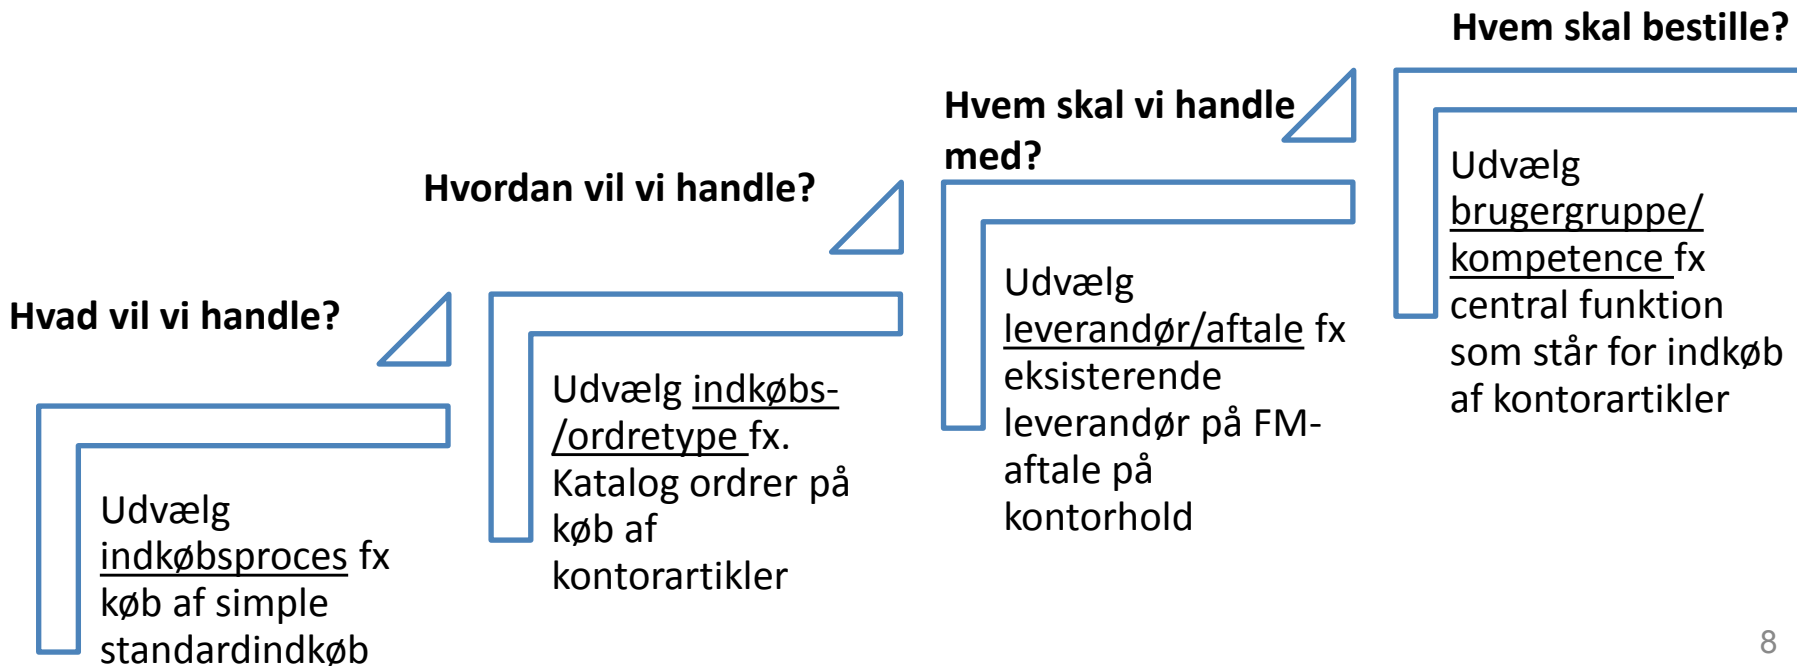 Hvad vil vi handle?
Udvælg
indkøbsproces fx
køb af simple
standardindkøb
Hvordan vil vi handle?
Udvælg indkøbs-
/ordretype fx.
Katalog ordrer på
køb af
kontorartikler
Hvem skal vi handle
med?
Udvælg
leverandør/aftale fx
eksisterende
leverandør på FM-
aftale på
kontorhold
Hvem skal bestille?
Udvælg
brugergruppe/
kompetence fx
central funktion
som står for indkøb
af kontorartikler
8